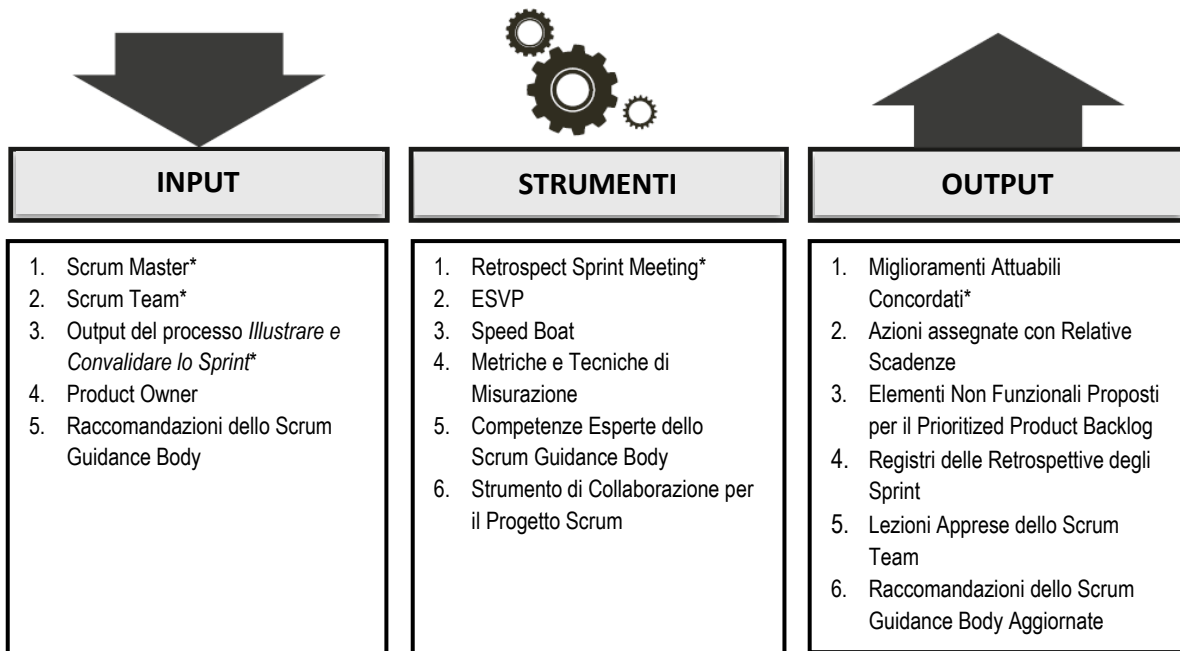 INPUT
1. Scrum Master*
2. Scrum Team*
3. Output del processo Illustrare e
Convalidare lo Sprint*
4. Product Owner
5. Raccomandazioni dello Scrum
Guidance Body
STRUMENTI
1. Retrospect Sprint Meeting*
2. ESVP
3. Speed Boat
4. Metriche e Tecniche di
Misurazione
5. Competenze Esperte dello
Scrum Guidance Body
6. Strumento di Collaborazione per
il Progetto Scrum
OUTPUT
1. Miglioramenti Attuabili
Concordati*
2. Azioni assegnate con Relative
Scadenze
3. Elementi Non Funzionali Proposti
per il Prioritized Product Backlog
4. Registri delle Retrospettive degli
Sprint
5. Lezioni Apprese dello Scrum
Team
6. Raccomandazioni dello Scrum
Guidance Body Aggiornate